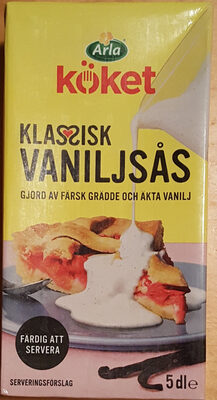 Arla
köket
KLASSISK
VANILJSÅS
GJORD AV FÄRSK GRÄDDE OCH ÄKTA VANILJ
FÄRDIG ATT
SERVERA
SERVERINGSFÖRSLAG
5 dl e